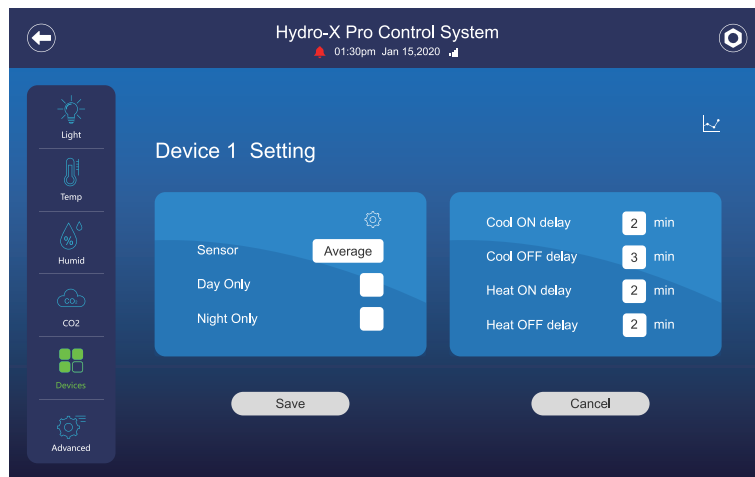 Hydro-X Pro Control System
01:30pm Jan 15,2020
Light
Temp
%
Humid
CO₂
CO2
Devices
Advanced
Device 1 Setting
Sensor Average
Day Only
Night Only
Cool ON delay 2 min
Cool OFF delay 3 min
Heat ON delay 2 min
Heat OFF delay 2 min
Save
Cancel